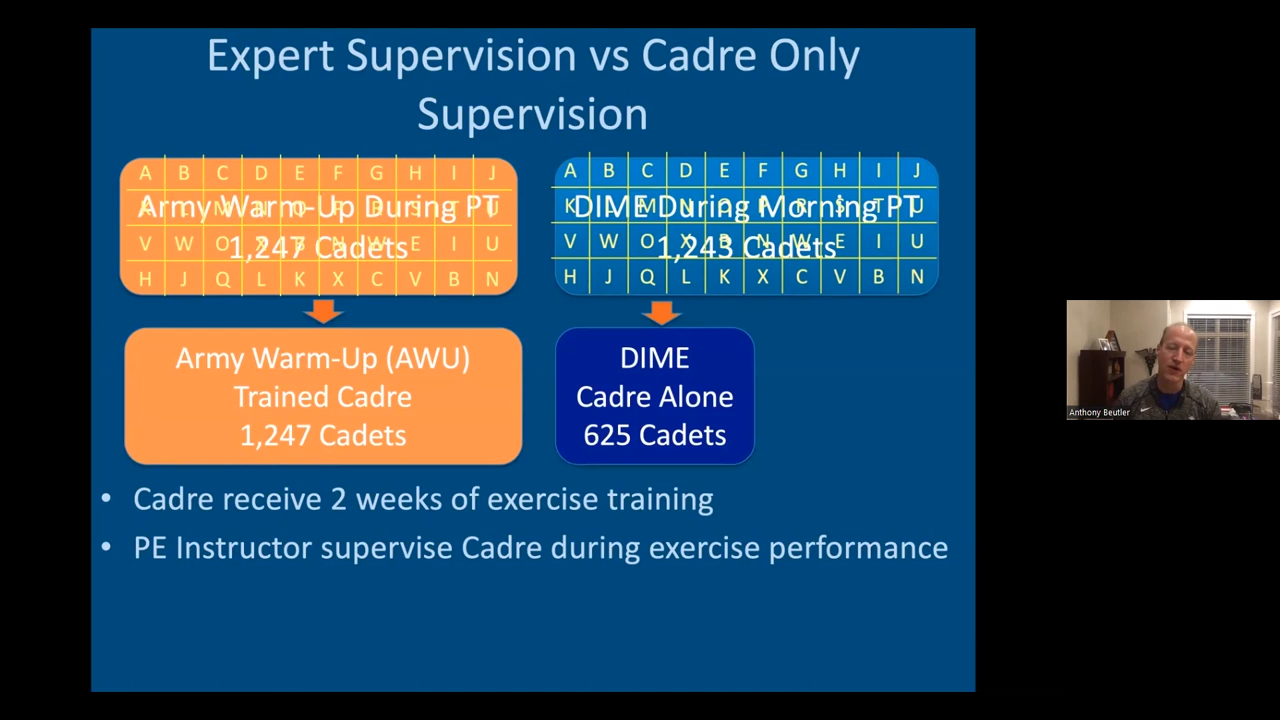 Expert Supervision vs Cadre Only
Supervision
A B C D E F G H I J
Army Warm-Up During PT
1,247 Cadets
V W O X B N W E I U
H J Q L K X C V B N
A B C D E F G H I J
DIME During Morning PT
1,243 Cadets
V W O X B N W E I U
H J Q L K X C V B N
Army Warm-Up (AWU)
Trained Cadre
1,247 Cadets
DIME
Cadre Alone
625 Cadets
• Cadre receive 2 weeks of exercise training
• PE Instructor supervise Cadre during exercise performance
Anthony Beutler